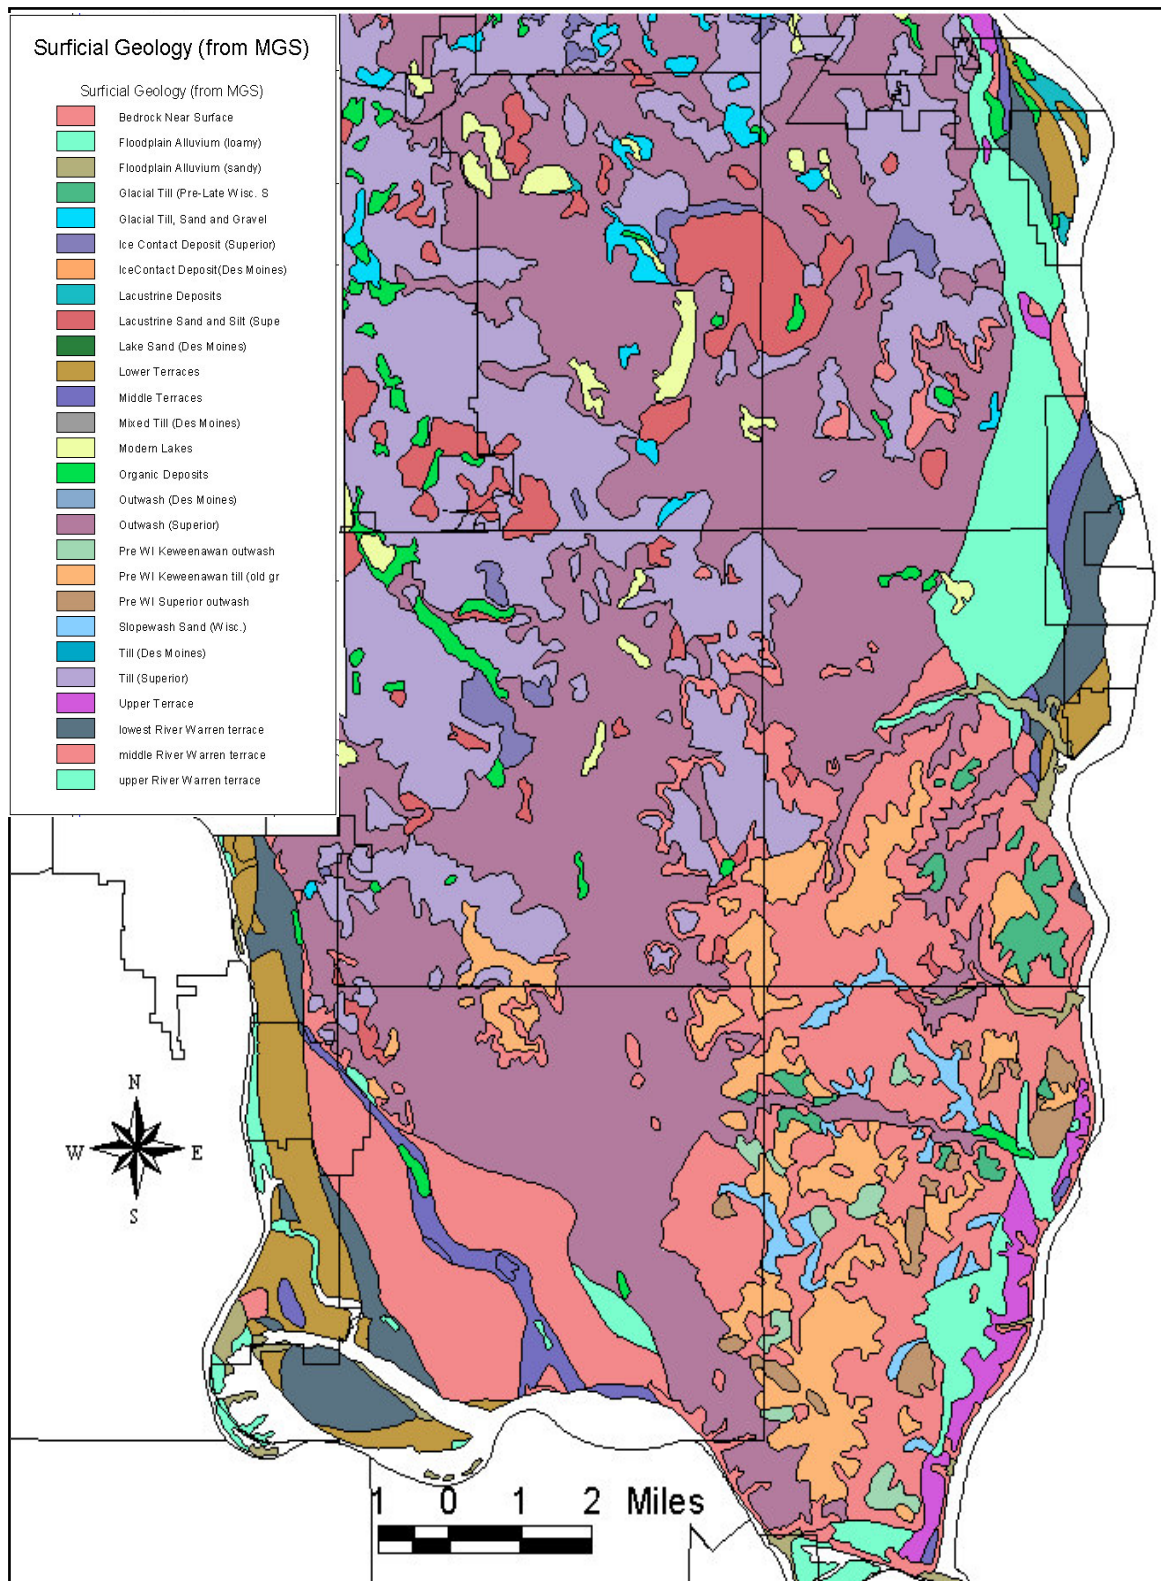 Surficial Geology (from MGS)
Surficial Geology (from MGS)
Bedrock Near Surface
Floodplain Alluvium (loamy)
Floodplain Alluvium (sandy)
Glacial Till (Pre-Late Wisc. S
Glacial Till, Sand and Gravel
Ice Contact Deposit (Superior)
IceContact Deposit(Des Moines)
Lacustrine Deposits
Lacustrine Sand and Silt (Supe
Lake Sand (Des Moines)
Lower Terraces
Middle Terraces
Mixed Till (Des Moines)
Modern Lakes
Organic Deposits
Outwash (Des Moines)
Outwash (Superior)
Pre WI Keweenawan outwash
Pre WI Keweenawan till (old gr
Pre WI Superior outwash
Slopewash Sand (Wisc.)
Till (Des Moines)
Till (Superior)
Upper Terrace
lowest River Warren terrace
middle River Warren terrace
upper River Warren terrace
N
W E
S
1 0 1 2 Miles